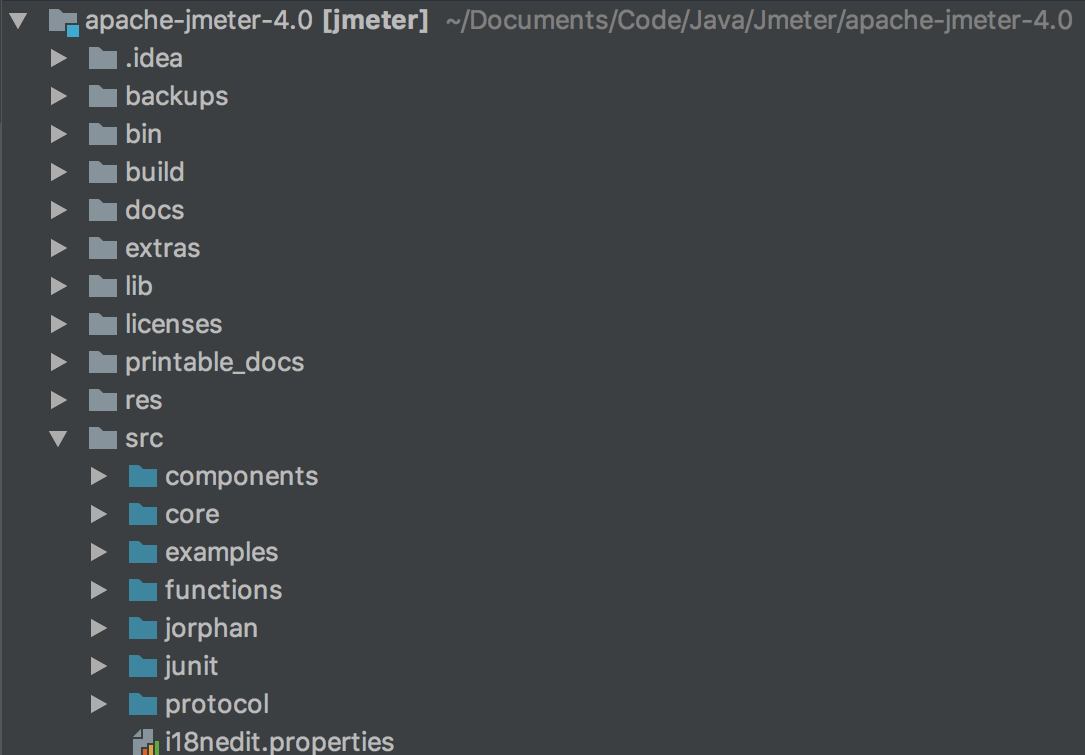 apache-jmeter-4.0 [jmeter] ~/Documents/Code/Java/Jmeter/apache-jmeter-4.0
.idea
backups
bin
build
docs
extras
lib
licenses
printable_docs
res
src
components
core
examples
functions
jorphan
junit
protocol
i18nedit.properties